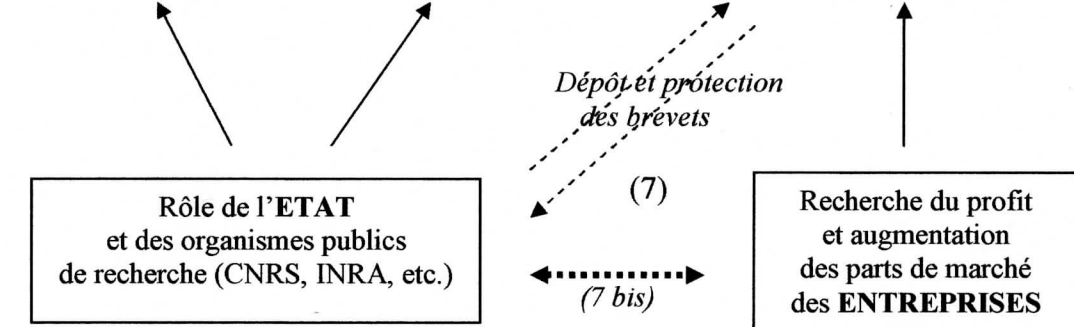 Dépôt et protection
des brevets
(7)
Rôle de l'ETAT
et des organismes publics
de recherche (CNRS, INRA, etc.)
(7 bis)
Recherche du profit
et augmentation
des parts de marché
des ENTREPRISES